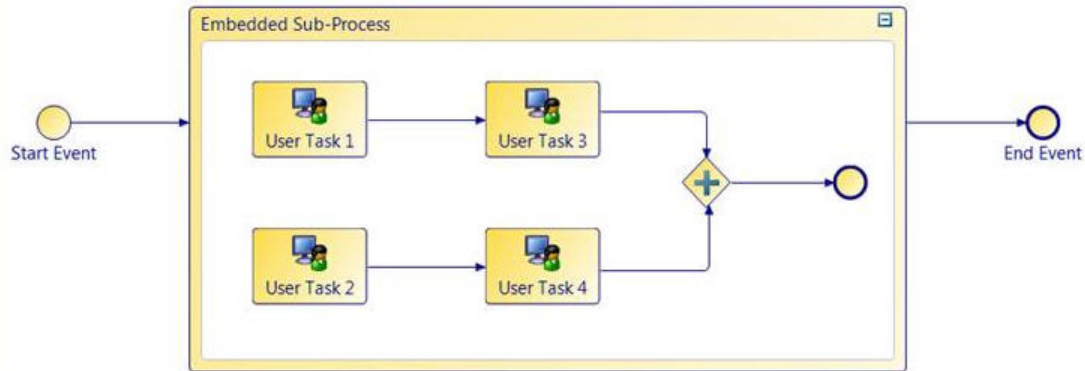 Embedded Sub-Process
User Task 1
User Task 3
Start Event
End Event
User Task 2
User Task 4